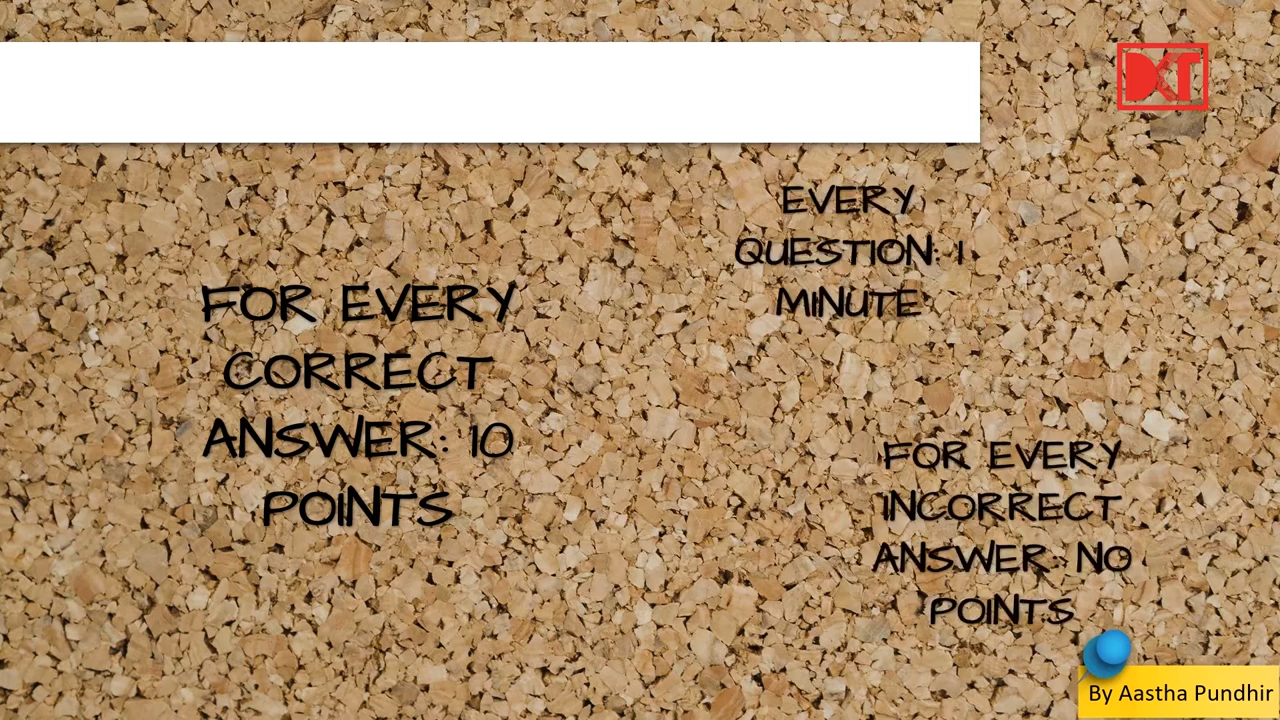 DKT
EVERY
QUESTION: 1
MINUTE
FOR EVERY
CORRECT
ANSWER: 10
POINTS
FOR EVERY
INCORRECT
ANSWER: NO
POINTS
By Aastha Pundhir